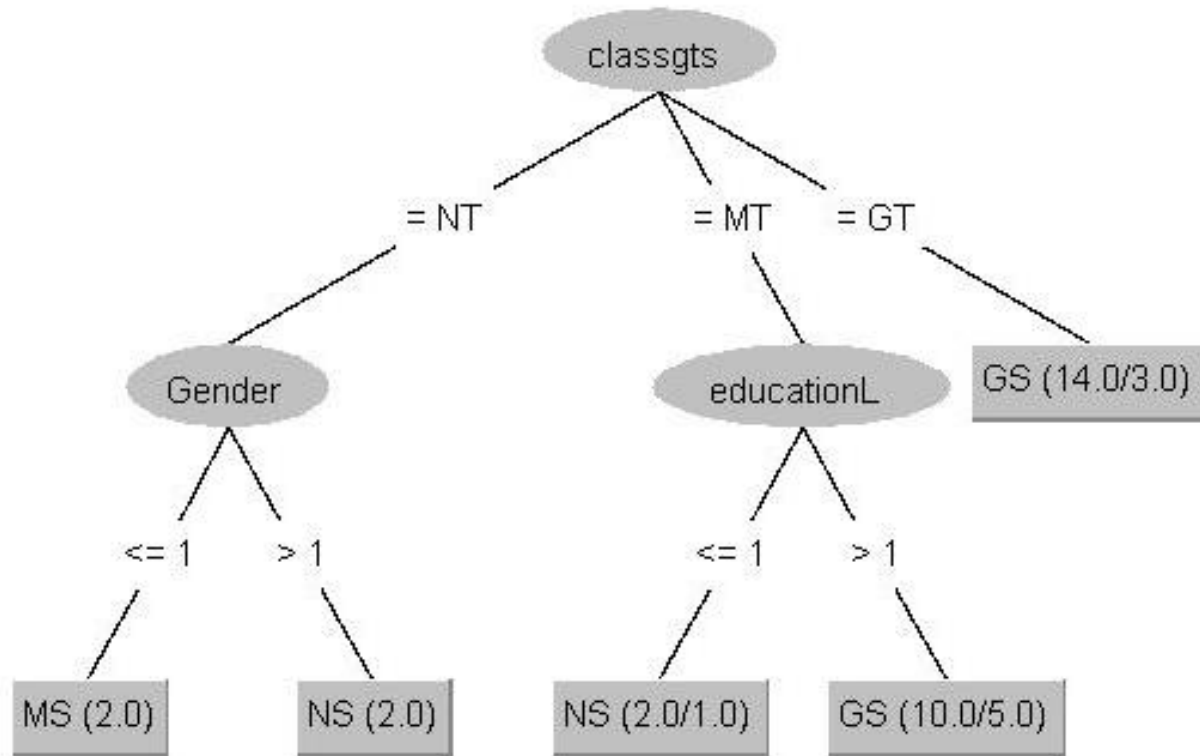 classgts
= NT
= MT
= GT
Gender
educationL
GS (14.0/3.0)
<= 1
> 1
<= 1
> 1
MS (2.0)
NS (2.0)
NS (2.0/1.0)
GS (10.0/5.0)